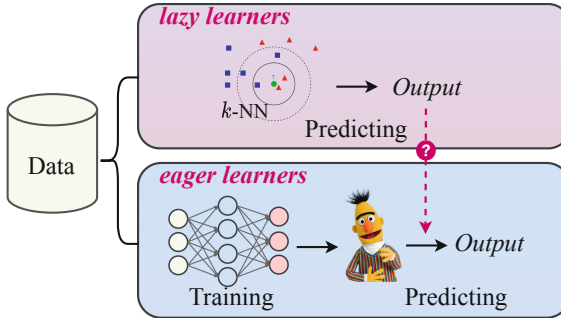 lazy learners
k-NN
Output
Predicting
?
Data
eager learners
Output
Training
Predicting